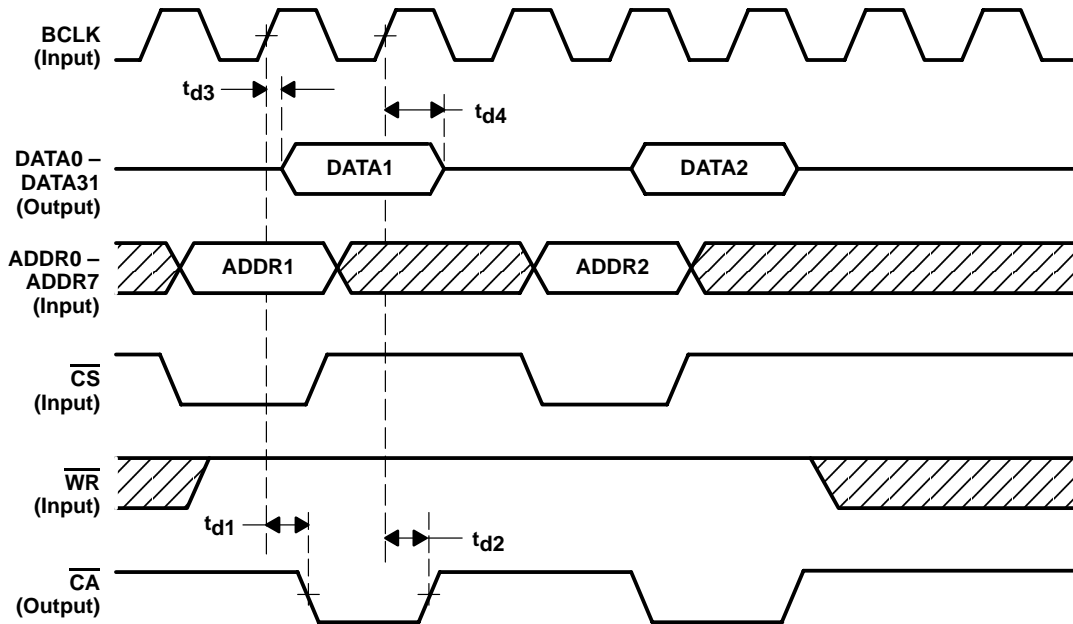 BCLK
(Input)
td3
td4
DATA0 –
DATA31
(Output)
DATA1
DATA2
ADDR0 –
ADDR7
(Input)
ADDR1
ADDR2
CS
(Input)
WR
(Input)
td1
td2
CA
(Output)